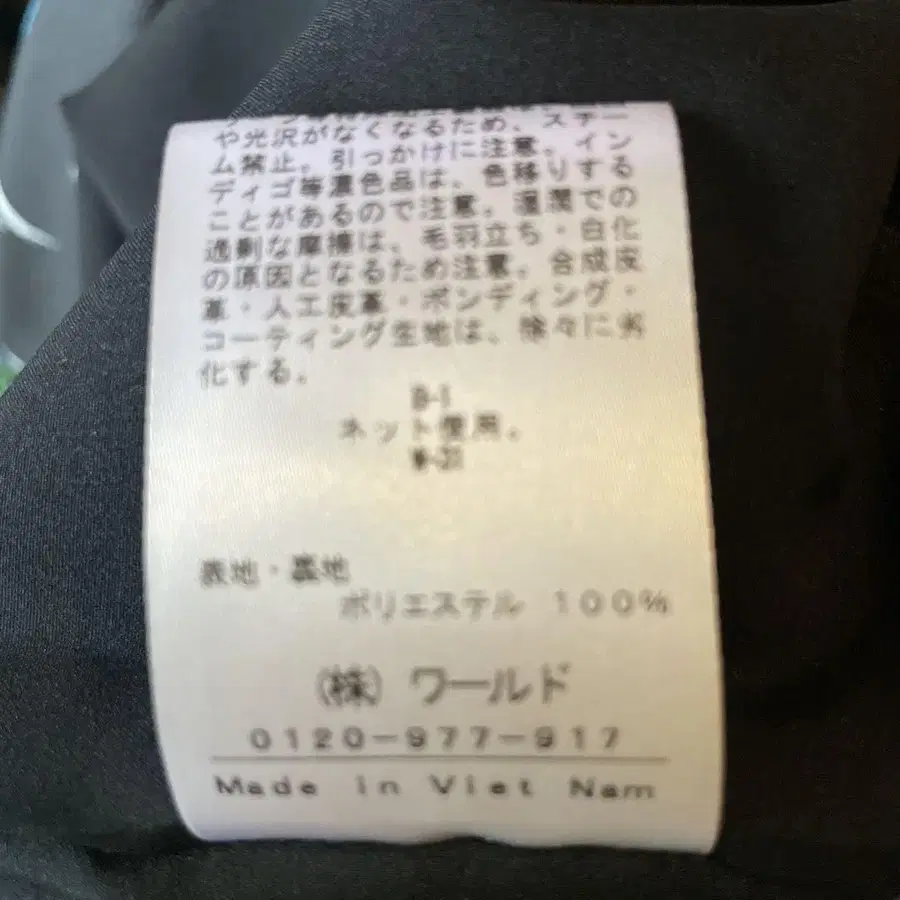 や光沢がなくなるため、スチー
ム禁止。引っかけに注意。イン
ディゴ等濃色品は、色移りする
ことがあるので注意。湿潤での
過剰な摩擦は、毛羽立ち・白化
の原因となるため注意。合成皮
革・人工皮革・ボンディング・
コーティング生地は、徐々に劣
化する。
B-1
ネット使用。
表地・裏地
ポリエステル 100%
(株) ワールド
0120-977-917
Made in Viet Nam